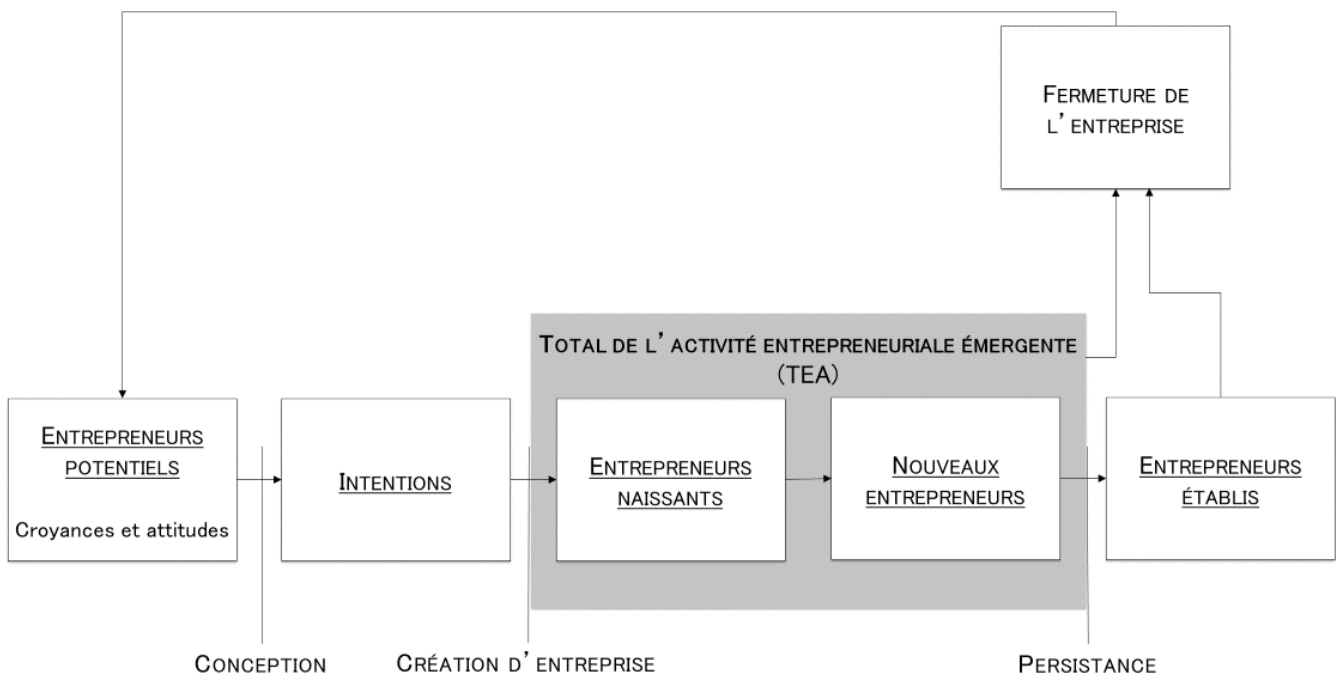 FERMETURE DE
L'ENTREPRISE
TOTAL DE L'ACTIVITÉ ENTREPRENEURIALE ÉMERGENTE
(TEA)
ENTREPRENEURS
POTENTIELS
Croyances et attitudes
INTENTIONS
ENTREPRENEURS
NAISSANTS
NOUVEAUX
ENTREPRENEURS
ENTREPRENEURS
ÉTABLIS
CONCEPTION
CRÉATION D'ENTREPRISE
PERSISTANCE